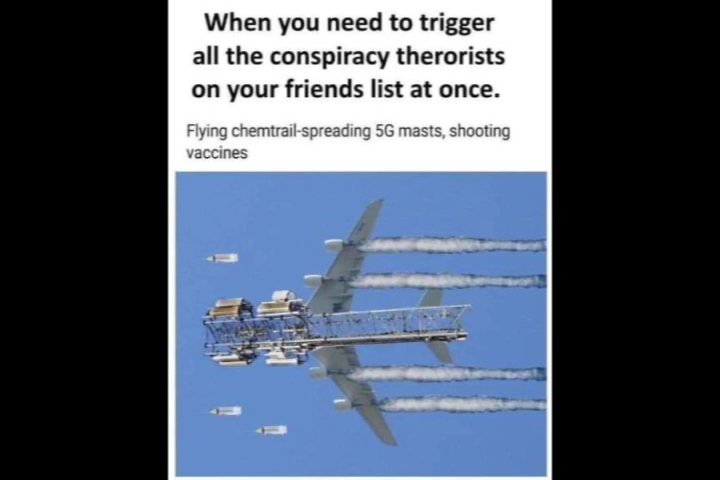 When you need to trigger
all the conspiracy therorists
on your friends list at once.
Flying chemtrail-spreading 5G masts, shooting
vaccines